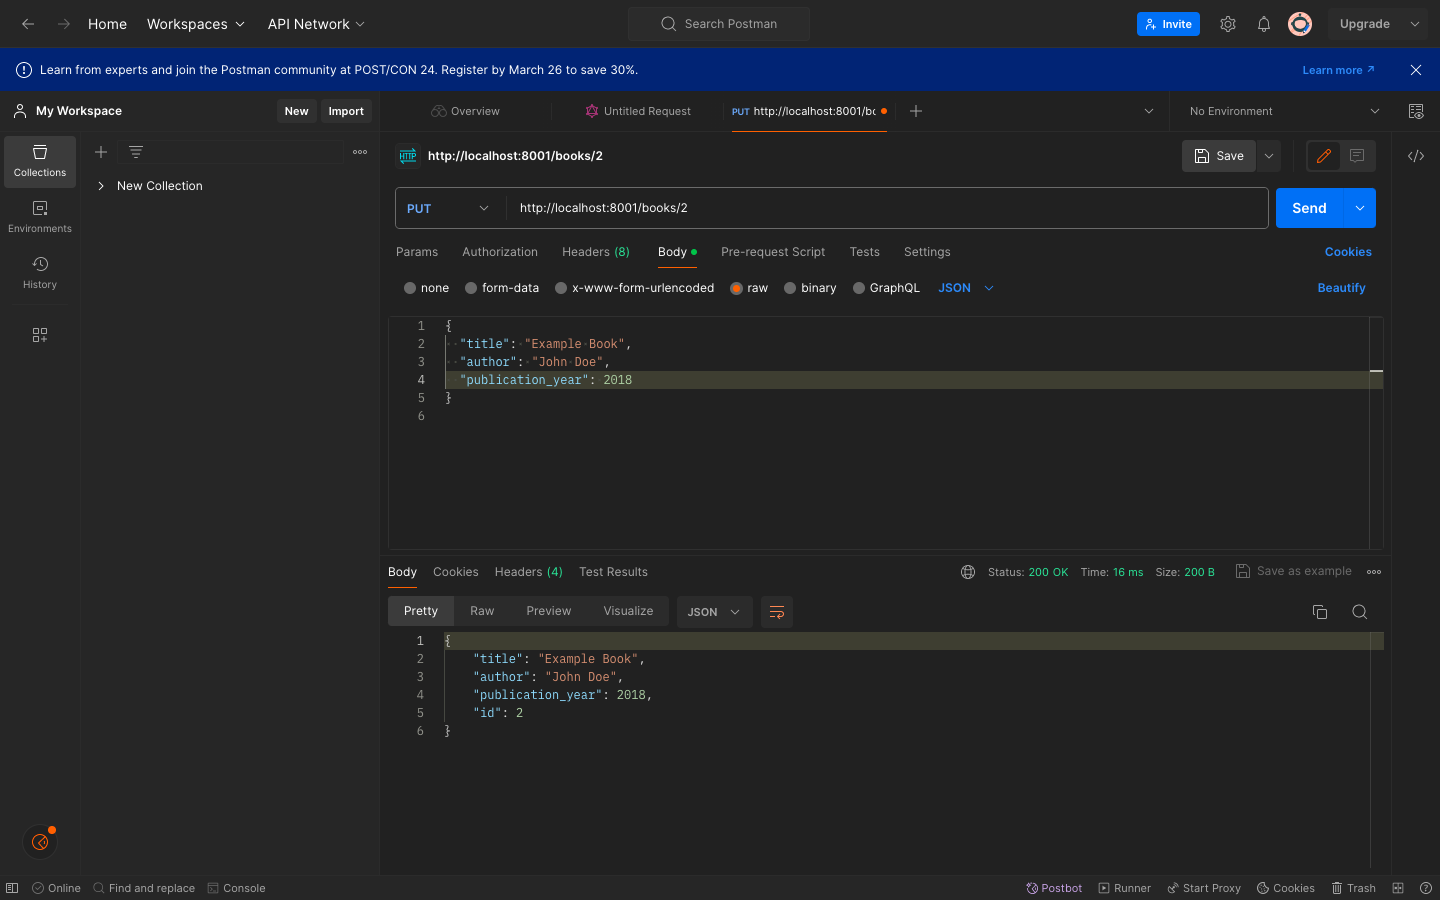 Home Workspaces API Network Search Postman Invite Upgrade
Learn from experts and join the Postman community at POST/CON 24. Register by March 26 to save 30%. Learn more
My Workspace New Import Overview Untitled Request PUT http://localhost:8001/bo No Environment
HTTP http://localhost:8001/books/2 Save
Collections
New Collection
Environments
History
PUT http://localhost:8001/books/2 Send
Params Authorization Headers (8) Body Pre-request Script Tests Settings Cookies
none form-data x-www-form-urlencoded raw binary GraphQL JSON Beautify
1 {
2 "title": "Example Book",
3 "author": "John Doe",
4 "publication_year": 2018
5 }
6
Body Cookies Headers (4) Test Results Status: 200 OK Time: 16 ms Size: 200 B Save as example
Pretty Raw Preview Visualize JSON
1 {
2 "title": "Example Book",
3 "author": "John Doe",
4 "publication_year": 2018,
5 "id": 2
6 }
Online Find and replace Console Postbot Runner Start Proxy Cookies Trash